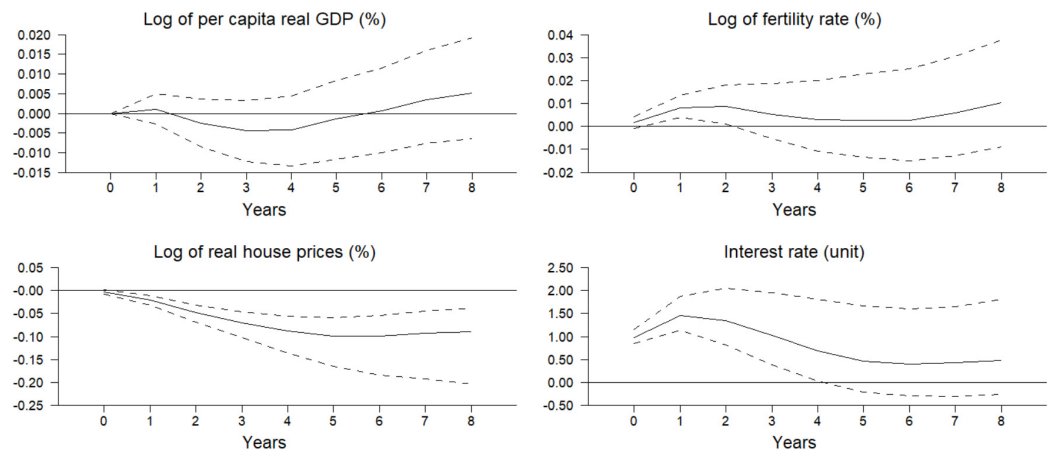 Log of per capita real GDP (%)
0.020
0.015
0.010
0.005
0.000
-0.005
-0.010
-0.015
0 1 2 3 4 5 6 7 8
Years
Log of fertility rate (%)
0.04
0.03
0.02
0.01
0.00
-0.01
-0.02
0 1 2 3 4 5 6 7 8
Years
Log of real house prices (%)
0.05
-0.00
-0.05
-0.10
-0.15
-0.20
-0.25
0 1 2 3 4 5 6 7 8
Years
Interest rate (unit)
2.50
2.00
1.50
1.00
0.50
0.00
-0.50
0 1 2 3 4 5 6 7 8
Years